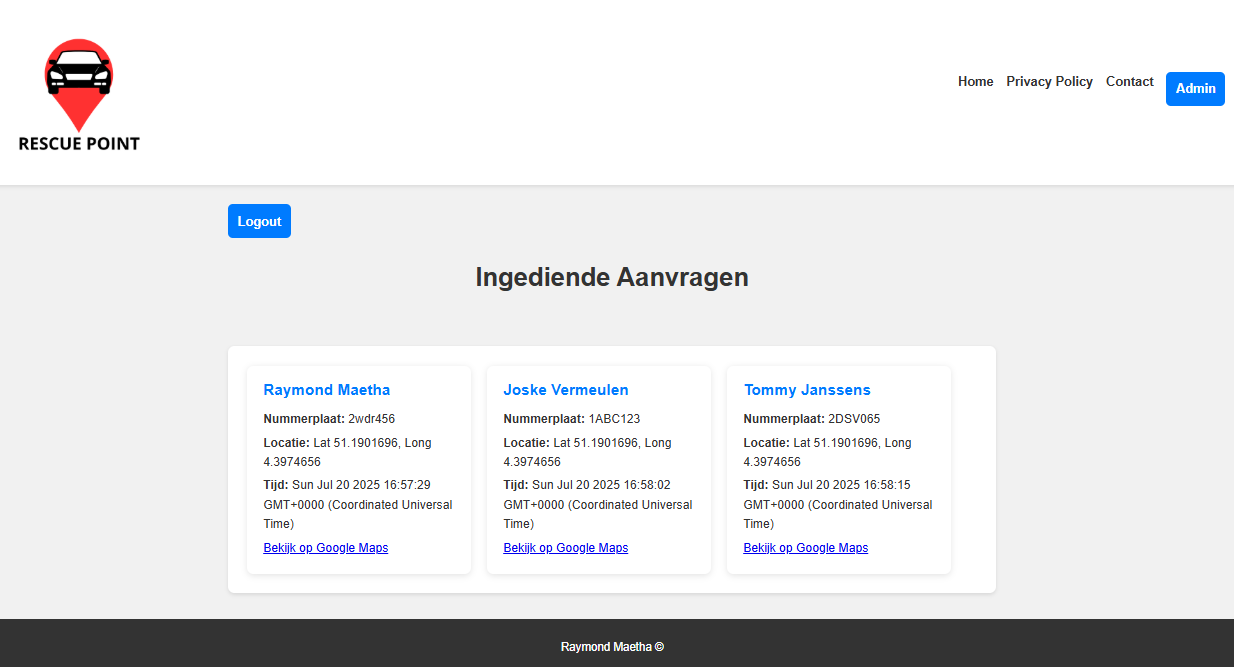 RESCUE POINT
Home Privacy Policy Contact Admin
Logout
Ingediende Aanvragen
Raymond Maetha
Nummerplaat: 2wdr456
Locatie: Lat 51.1901696, Long
4.3974656
Tijd: Sun Jul 20 2025 16:57:29
GMT+0000 (Coordinated Universal
Time)
Bekijk op Google Maps
Joske Vermeulen
Nummerplaat: 1ABC123
Locatie: Lat 51.1901696, Long
4.3974656
Tijd: Sun Jul 20 2025 16:58:02
GMT+0000 (Coordinated Universal
Time)
Bekijk op Google Maps
Tommy Janssens
Nummerplaat: 2DSV065
Locatie: Lat 51.1901696, Long
4.3974656
Tijd: Sun Jul 20 2025 16:58:15
GMT+0000 (Coordinated Universal
Time)
Bekijk op Google Maps
Raymond Maetha ©